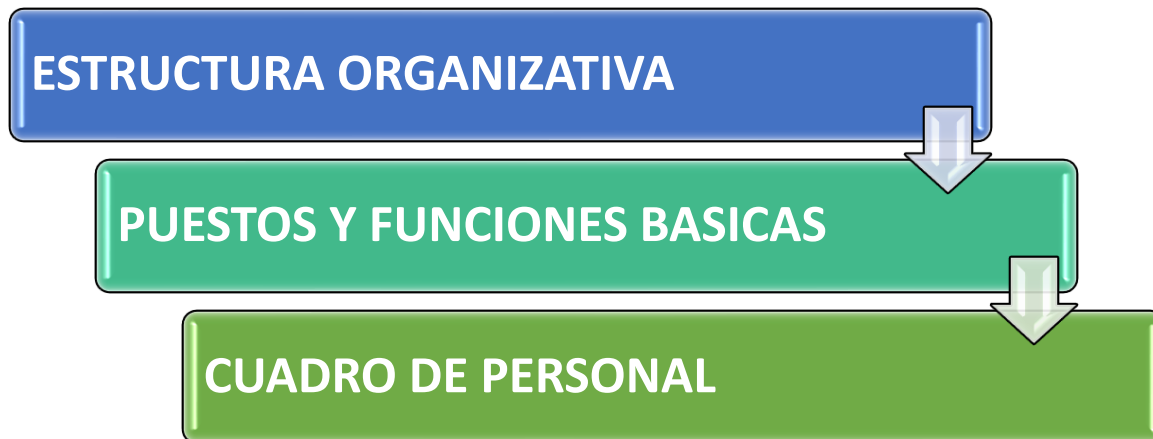 ESTRUCTURA ORGANIZATIVA
PUESTOS Y FUNCIONES BASICAS
CUADRO DE PERSONAL